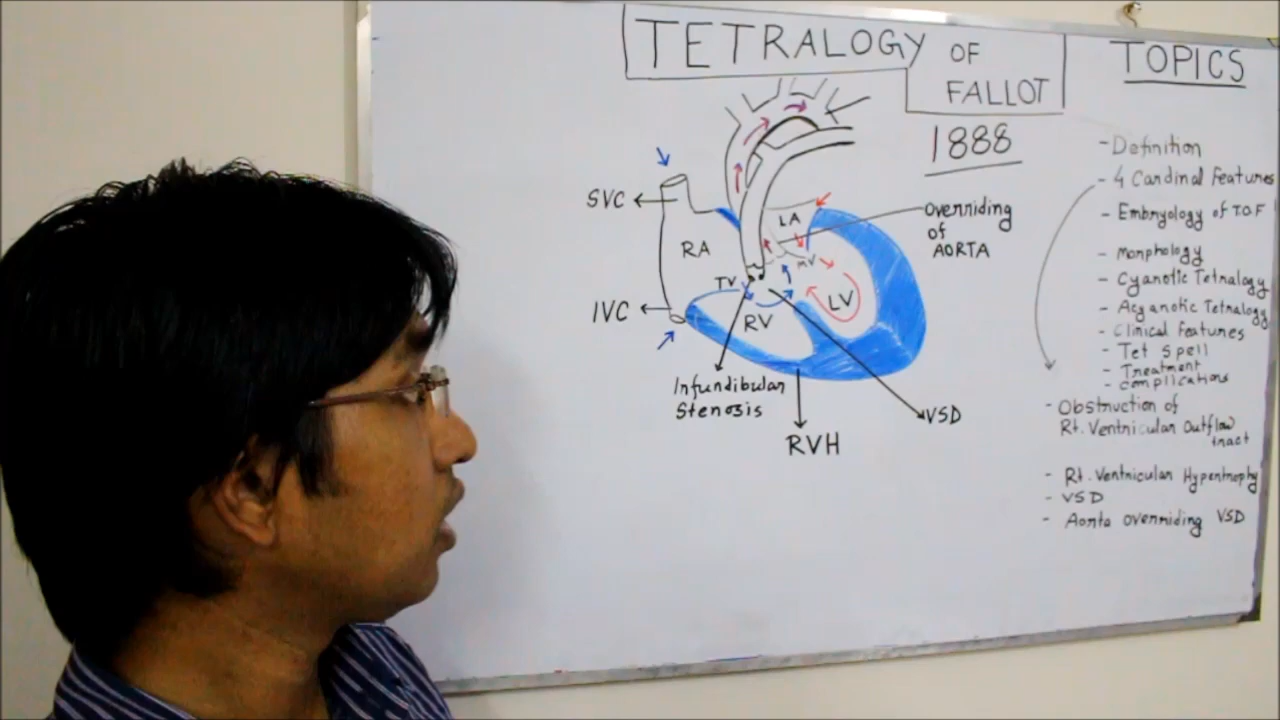 TETRALOGY OF
FALLOT
1888
SVC
RA
LA
TV
MV
IVC
RV
LV
Overriding
of
AORTA
Infundibular
Stenosis
RVH
VSD
TOPICS
- Definition
- 4 Cardinal Features
- Embryology of T.O.F
- Morphology
- Cyanotic Tetralogy
- Acyanotic Tetralogy
- Clinical features
- Tet spell
- Treatment
- complications
- Obstruction of
Rt. Ventricular Outflow
tract
- Rt. Ventricular Hypertrophy
- VSD
- Aorta overriding VSD